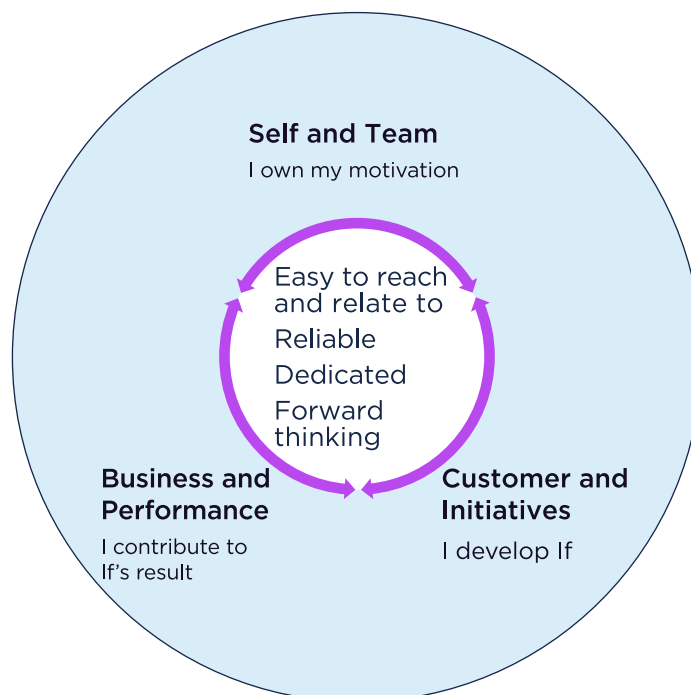 Self and Team
I own my motivation
Easy to reach
and relate to
Reliable
Dedicated
Forward
thinking
Business and
Performance
I contribute to
If's result
Customer and
Initiatives
I develop If